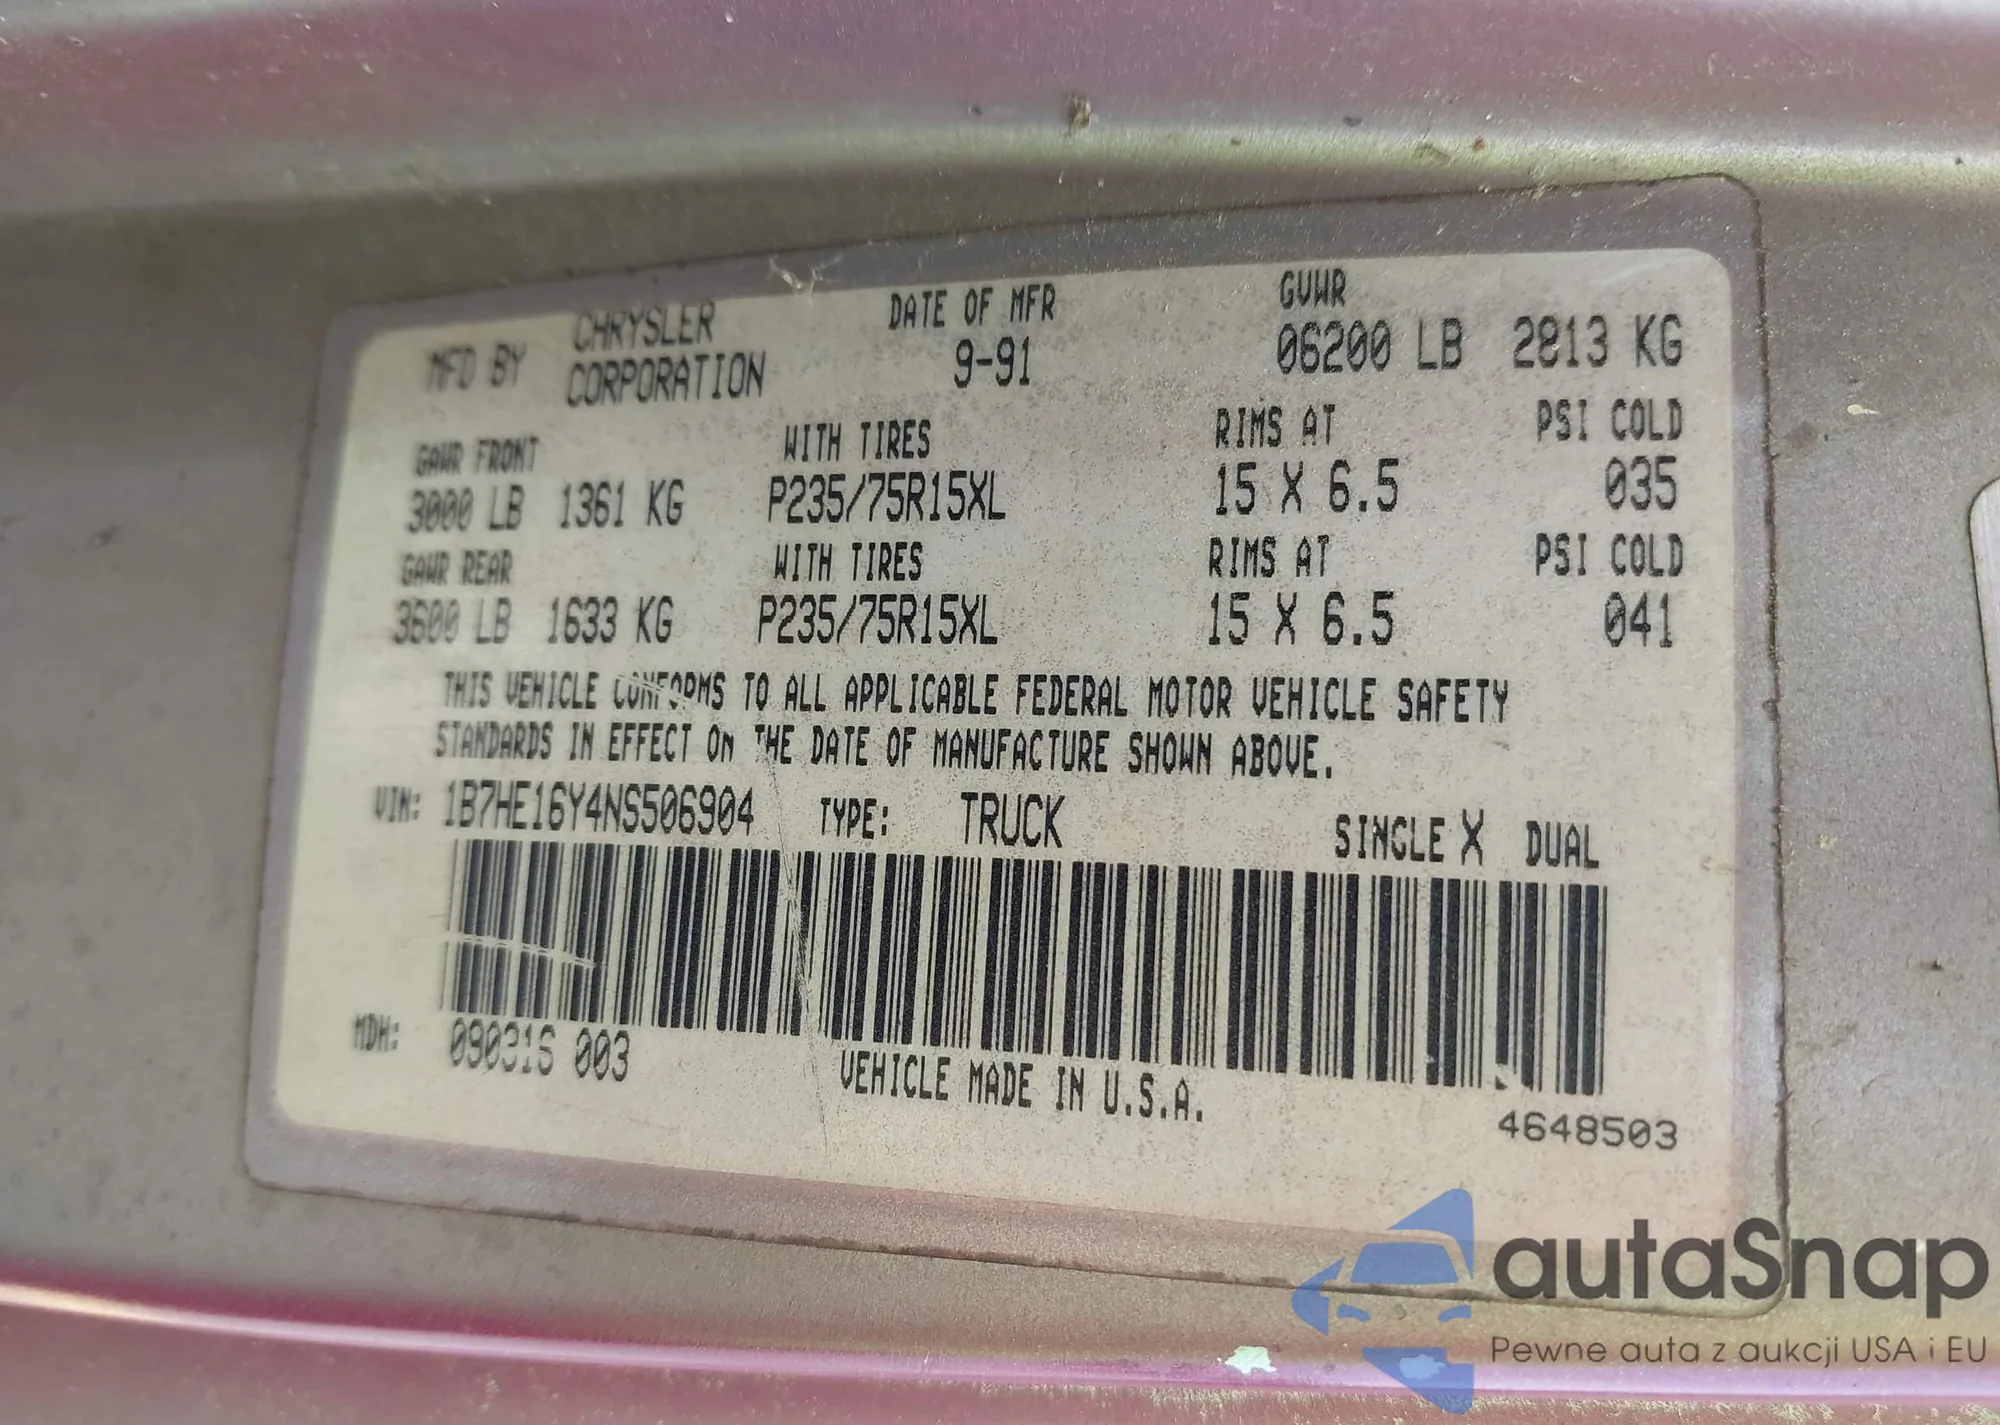 MFD BY CHRYSLER CORPORATION
DATE OF MFR
9-91
GVWR
06200 LB 2813 KG
GAWR FRONT WITH TIRES RIMS AT PSI COLD
3000 LB 1361 KG P235/75R15XL 15 X 6.5 035
GAWR REAR WITH TIRES RIMS AT PSI COLD
3600 LB 1633 KG P235/75R15XL 15 X 6.5 041
THIS VEHICLE CONFORMS TO ALL APPLICABLE FEDERAL MOTOR VEHICLE SAFETY
STANDARDS IN EFFECT ON THE DATE OF MANUFACTURE SHOWN ABOVE.
VIN: 1B7HE16Y4NS506904 TYPE: TRUCK SINGLE X DUAL
MDH: 090316 003
VEHICLE MADE IN U.S.A.
4648503
autaSnap
Pewne auta z aukcji USA i EU